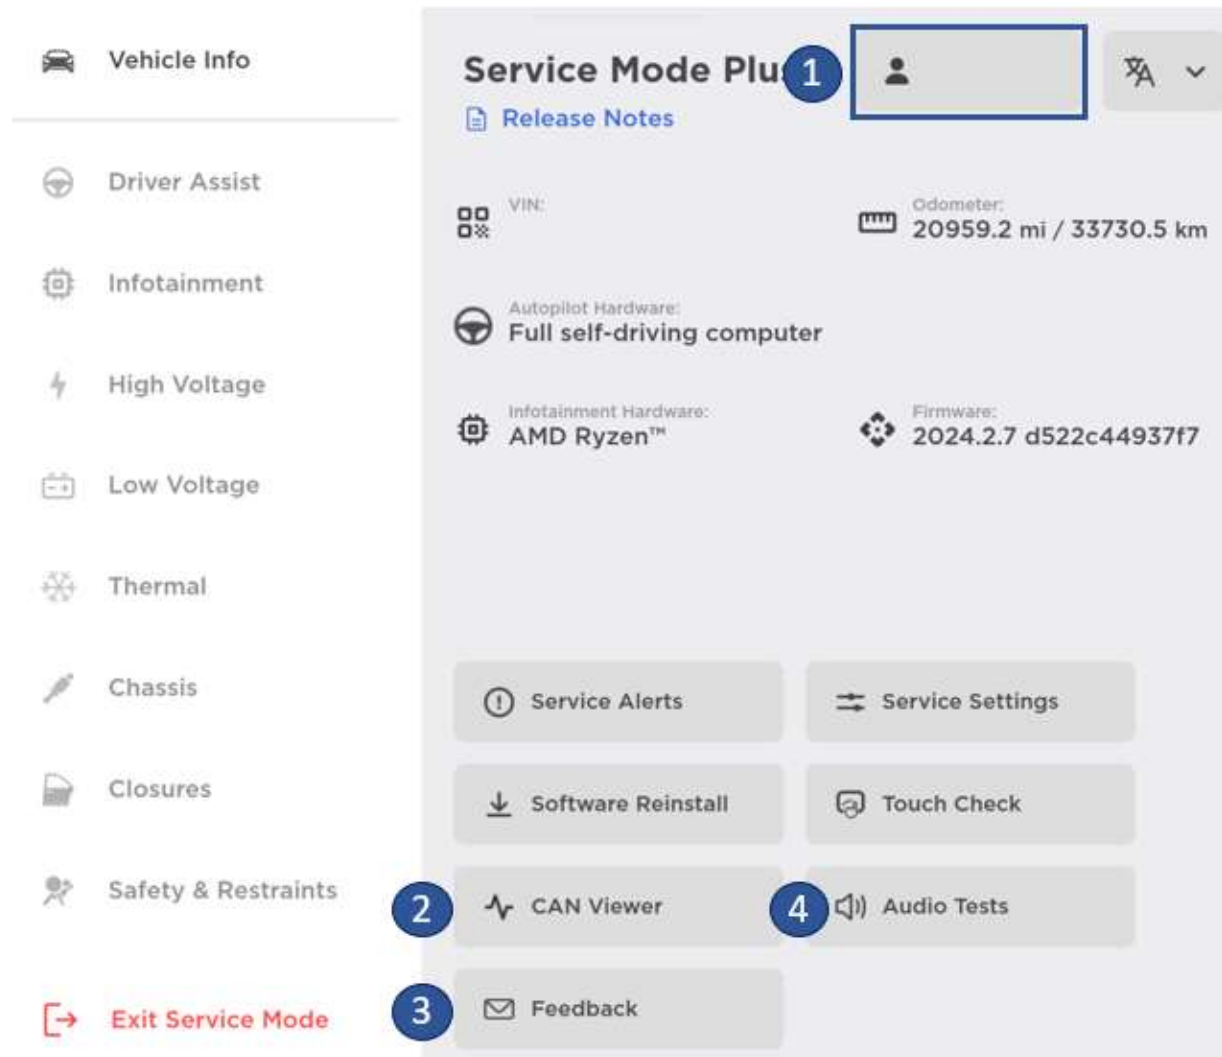 Vehicle Info
Driver Assist
Infotainment
High Voltage
Low Voltage
Thermal
Chassis
Closures
Safety & Restraints
Exit Service Mode
Service Mode Plu
1
Release Notes
VIN:
Odometer:
20959.2 mi / 33730.5 km
Autopilot Hardware:
Full self-driving computer
Infotainment Hardware:
AMD Ryzen™
Firmware:
2024.2.7 d522c44937f7
Service Alerts
Service Settings
Software Reinstall
Touch Check
2 CAN Viewer
4 Audio Tests
3 Feedback